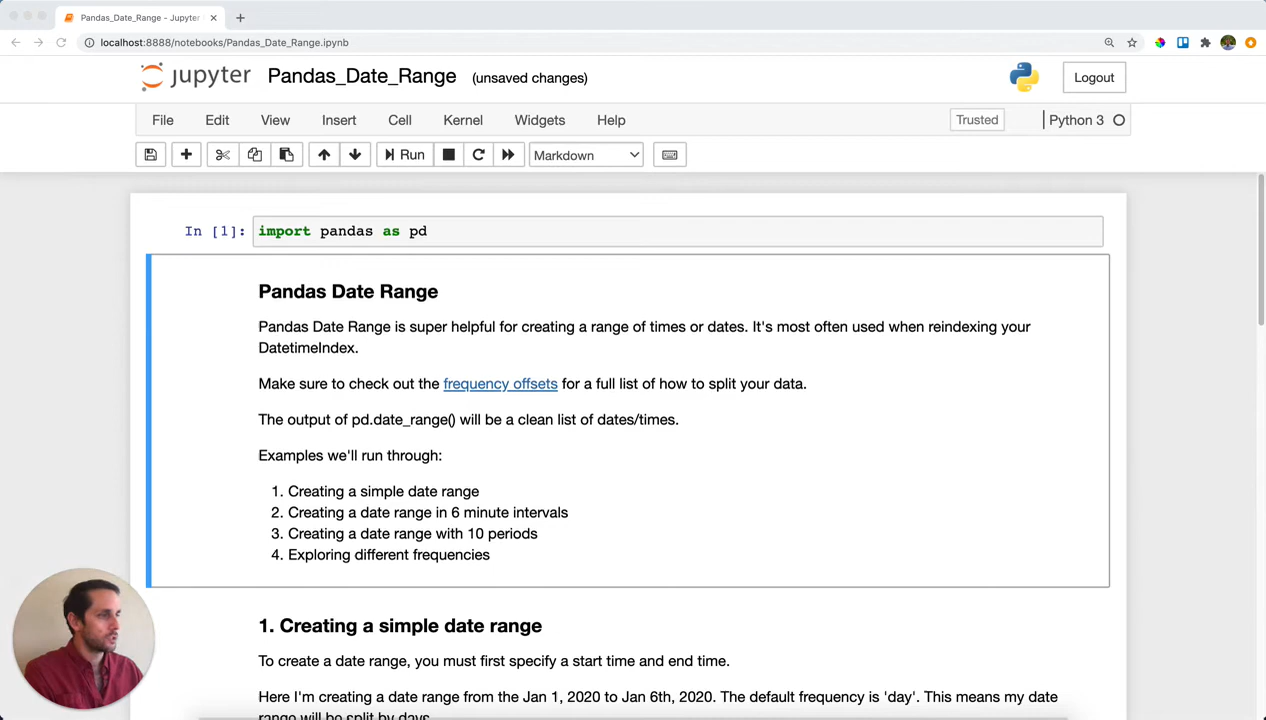 Pandas_Date_Range - Jupyter
localhost:8888/notebooks/Pandas_Date_Range.ipynb
jupyter Pandas_Date_Range (unsaved changes) Logout
File Edit View Insert Cell Kernel Widgets Help Trusted Python 3
Run Markdown
In [1]: import pandas as pd
Pandas Date Range
Pandas Date Range is super helpful for creating a range of times or dates. It's most often used when reindexing your
DatetimeIndex.
Make sure to check out the frequency offsets for a full list of how to split your data.
The output of pd.date_range() will be a clean list of dates/times.
Examples we'll run through:
1. Creating a simple date range
2. Creating a date range in 6 minute intervals
3. Creating a date range with 10 periods
4. Exploring different frequencies
1. Creating a simple date range
To create a date range, you must first specify a start time and end time.
Here I'm creating a date range from the Jan 1, 2020 to Jan 6th, 2020. The default frequency is 'day'. This means my date
range will be split by days